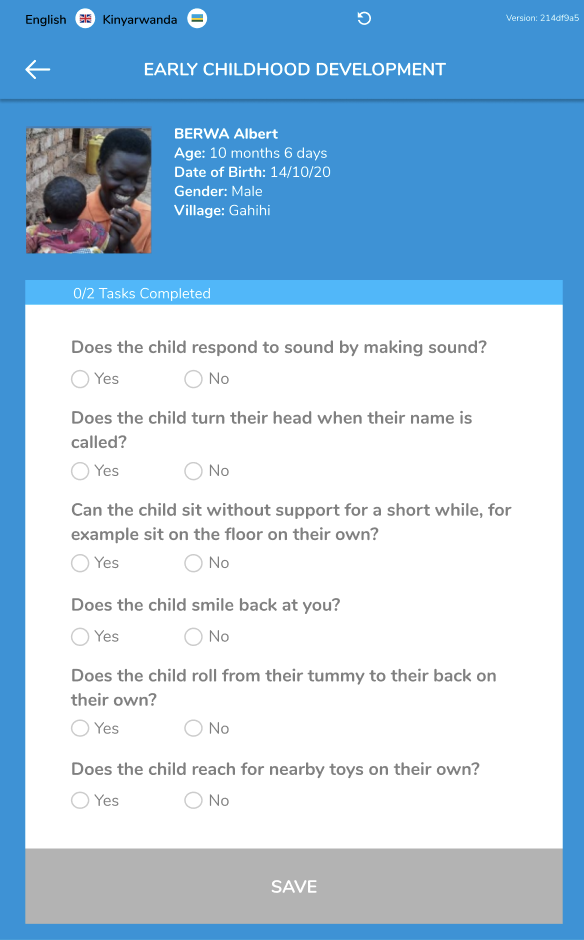 English Kinyarwanda Version: 214df9a5
EARLY CHILDHOOD DEVELOPMENT
BERWA Albert
Age: 10 months 6 days
Date of Birth: 14/10/20
Gender: Male
Village: Gahihi
0/2 Tasks Completed
Does the child respond to sound by making sound?
Yes No
Does the child turn their head when their name is
called?
Yes No
Can the child sit without support for a short while, for
example sit on the floor on their own?
Yes No
Does the child smile back at you?
Yes No
Does the child roll from their tummy to their back on
their own?
Yes No
Does the child reach for nearby toys on their own?
Yes No
SAVE